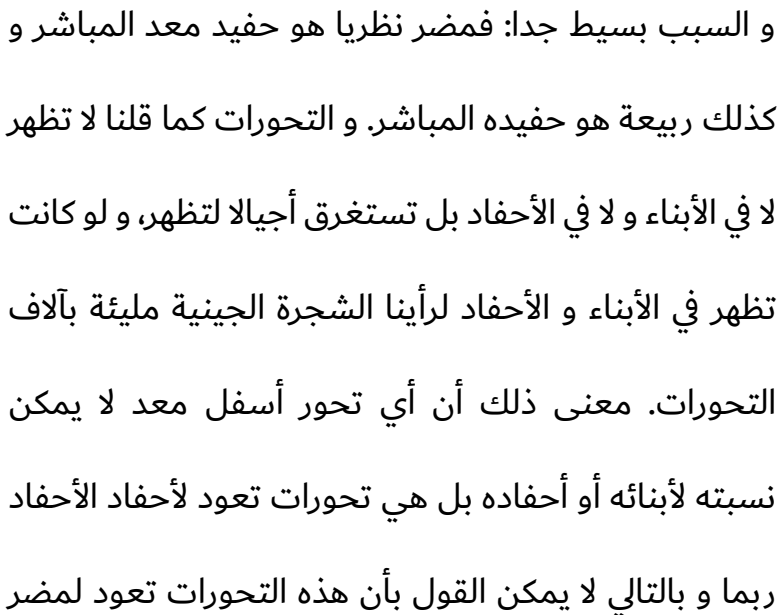 و السبب بسيط جدا: فمضر نظريا هو حفيد معد المباشر و
كذلك ربيعة هو حفيده المباشر. و التحورات كما قلنا لا تظهر
لا في الأبناء و لا في الأحفاد بل تستغرق أجيالا لتظهر، و لو كانت
تظهر في الأبناء و الأحفاد لرأينا الشجرة الجينية مليئة بآلاف
التحورات. معنى ذلك أن أي تحور أسفل معد لا يمكن
نسبته لأبنائه أو أحفاده بل هي تحورات تعود لأحفاد الأحفاد
ربما و بالتالي لا يمكن القول بأن هذه التحورات تعود لمضر